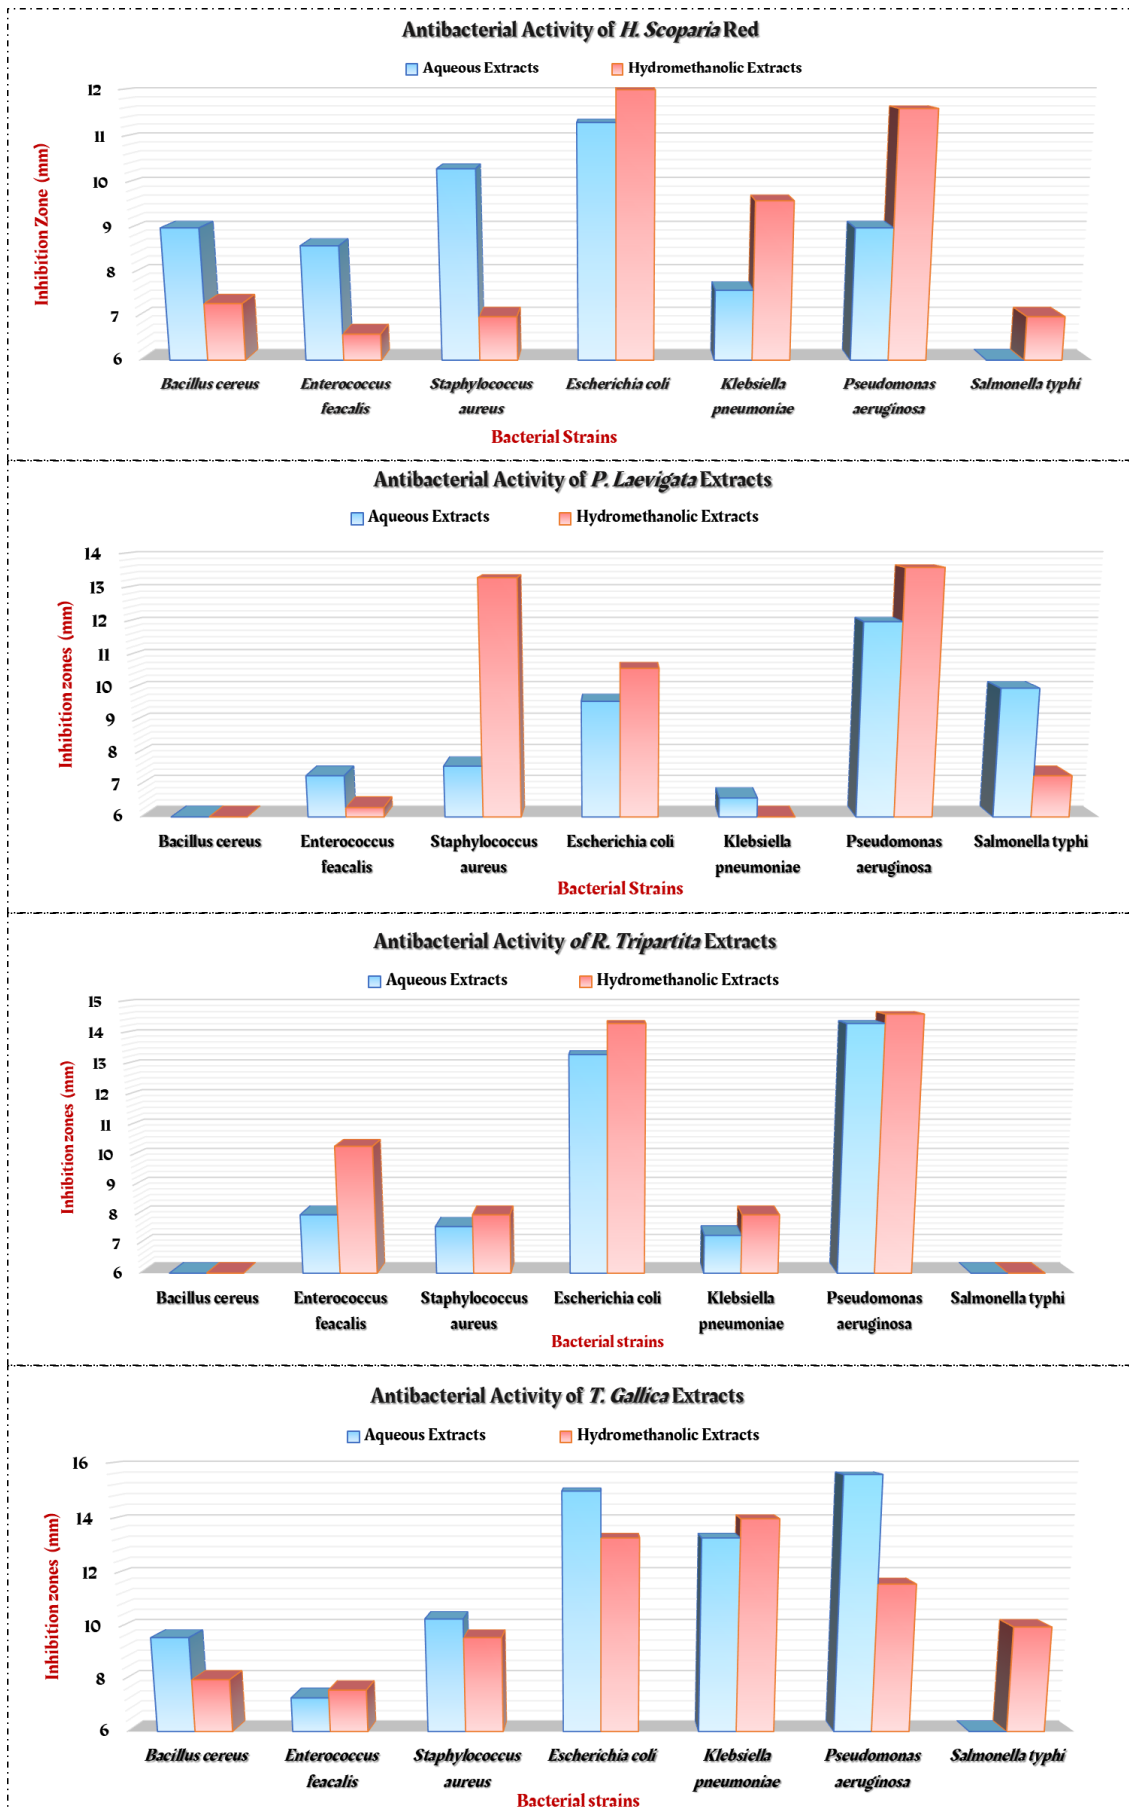 Antibacterial Activity of H. Scoparia Red
Aqueous Extracts
Hydromethanolic Extracts
Inhibition Zone (mm)
12
11
10
9
8
7
6
Bacillus cereus
Enterococcus
feacalis
Staphylococcus
aureus
Escherichia coli
Klebsiella
pneumoniae
Pseudomonas
aeruginosa
Salmonella typhi
Bacterial Strains
Antibacterial Activity of P. Laevigata Extracts
Aqueous Extracts
Hydromethanolic Extracts
Inhibition zones (mm)
14
13
12
11
10
9
8
7
6
Bacillus cereus
Enterococcus
feacalis
Staphylococcus
aureus
Escherichia coli
Klebsiella
pneumoniae
Pseudomonas
aeruginosa
Salmonella typhi
Bacterial Strains
Antibacterial Activity of R. Tripartita Extracts
Aqueous Extracts
Hydromethanolic Extracts
Inhibition zones (mm)
15
14
13
12
11
10
9
8
7
6
Bacillus cereus
Enterococcus
feacalis
Staphylococcus
aureus
Escherichia coli
Klebsiella
pneumoniae
Pseudomonas
aeruginosa
Salmonella typhi
Bacterial strains
Antibacterial Activity of T. Gallica Extracts
Aqueous Extracts
Hydromethanolic Extracts
Inhibition zones (mm)
16
14
12
10
8
6
Bacillus cereus
Enterococcus
feacalis
Staphylococcus
aureus
Escherichia coli
Klebsiella
pneumoniae
Pseudomonas
aeruginosa
Salmonella typhi
Bacterial strains